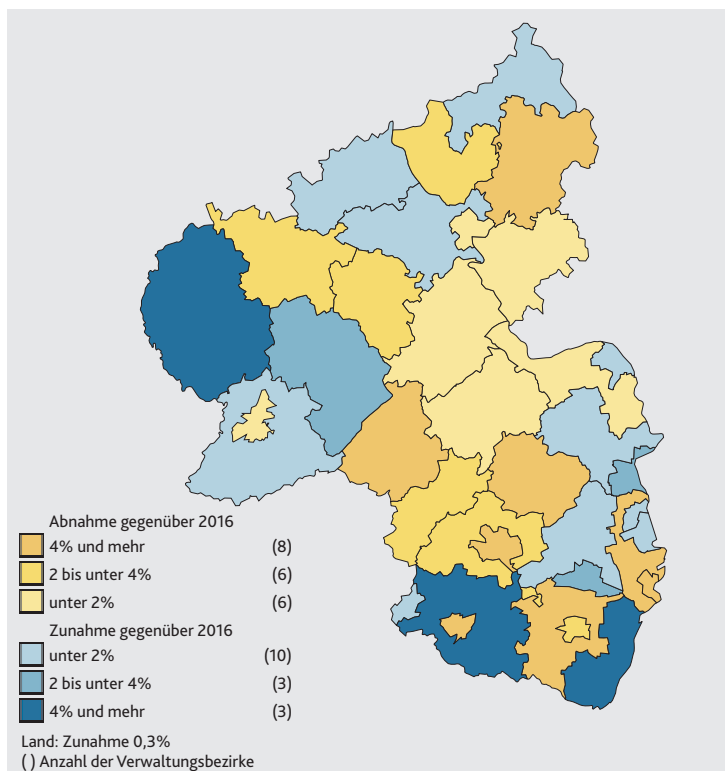 Abnahme gegenüber 2016
4% und mehr (8)
2 bis unter 4% (6)
unter 2% (6)
Zunahme gegenüber 2016
unter 2% (10)
2 bis unter 4% (3)
4% und mehr (3)
Land: Zunahme 0,3%
( ) Anzahl der Verwaltungsbezirke